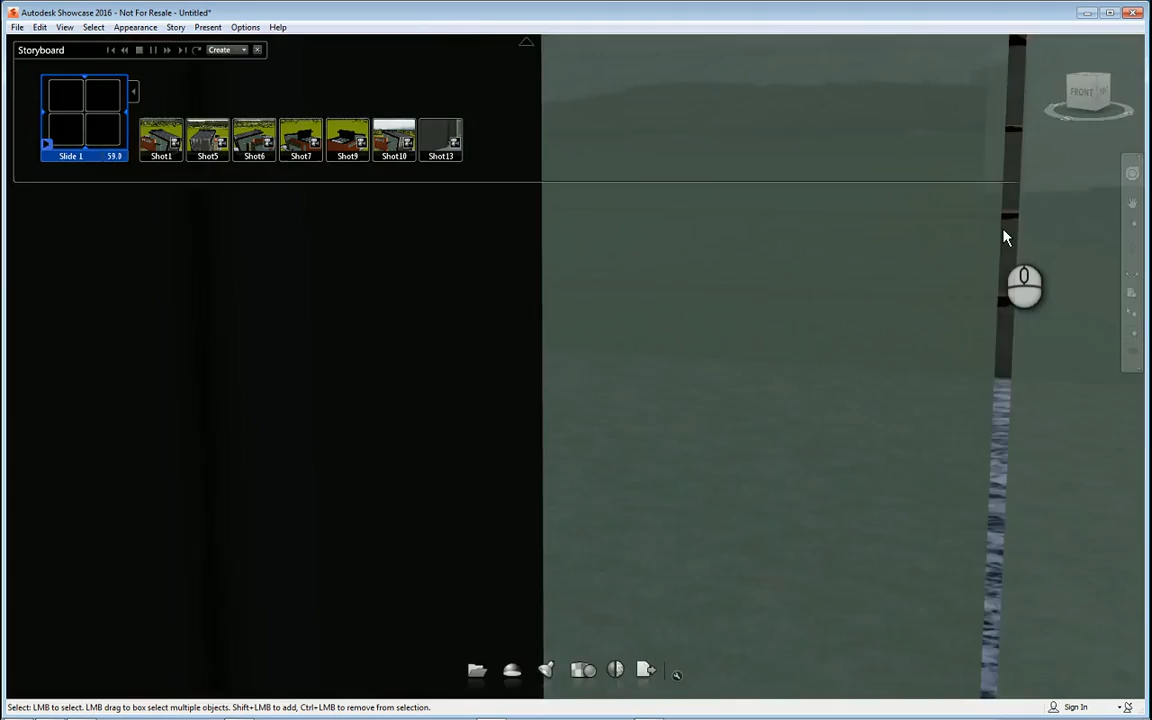 Autodesk Showcase 2016 - Not For Resale - Untitled*
File Edit View Select Appearance Story Present Options Help
Storyboard Create
Slide 1 59.0 Shot1 Shot5 Shot6 Shot7 Shot9 Shot10 Shot13
FRONT
Select: LMB to select. LMB drag to box select multiple objects. Shift+LMB to add, Ctrl+LMB to remove from selection.
Sign In